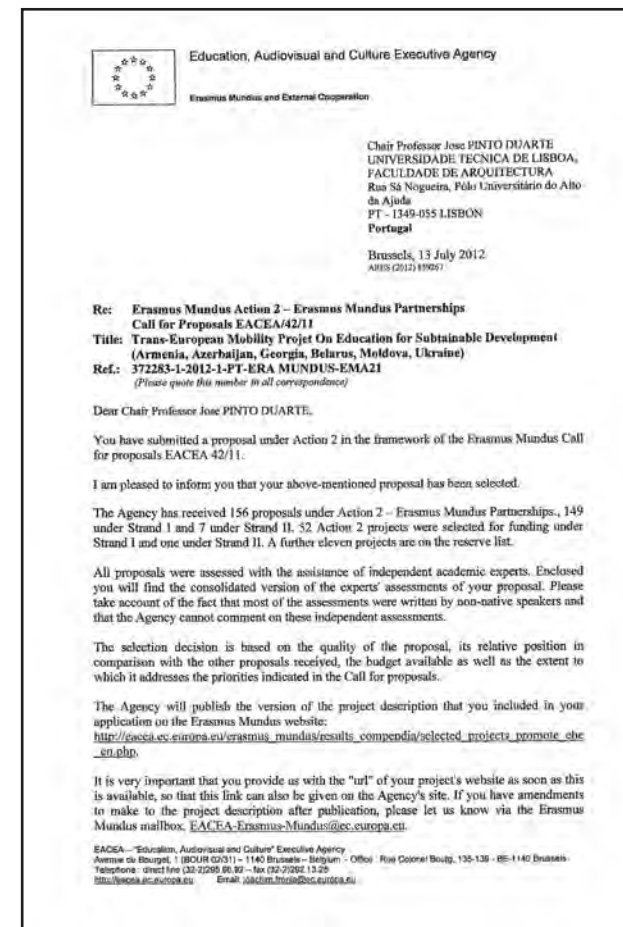 Education, Audiovisual and Culture Executive Agency
Erasmus Mundus and External Cooperation
Chair Professor Jose PINTO DUARTE
UNIVERSIDADE TECNICA DE LISBOA,
FACULDADE DE ARQUITECTURA
Rua Sá Nogueira, Pólo Universitário do Alto
da Ajuda
PT - 1349-055 LISBON
Portugal
Brussels, 13 July 2012
ARES (2012)
Re: Erasmus Mundus Action 2 – Erasmus Mundus Partnerships
Call for Proposals EACEA/42/11
Title: Trans-European Mobility Projet On Education for Subtainable Development
(Armenia, Azerbaijan, Georgia, Belarus, Moldova, Ukraine)
Ref.: 372283-1-2012-1-PT-ERA MUNDUS-EMA21
(Please quote this number in all correspondence)
Dear Chair Professor Jose PINTO DUARTE,
You have submitted a proposal under Action 2 in the framework of the Erasmus Mundus Call
for proposals EACEA 42/11.
I am pleased to inform you that your above-mentioned proposal has been selected.
The Agency has received 156 proposals under Action 2 – Erasmus Mundus Partnerships., 149
under Strand I and 7 under Strand II. 52 Action 2 projects were selected for funding under
Strand I and one under Strand II. A further eleven projects are on the reserve list.
All proposals were assessed with the assistance of independent academic experts. Enclosed
you will find the consolidated version of the experts' assessments of your proposal. Please
take account of the fact that most of the assessments were written by non-native speakers and
that the Agency cannot comment on these independent assessments.
The selection decision is based on the quality of the proposal, its relative position in
comparison with the other proposals received, the budget available as well as the extent to
which it addresses the priorities indicated in the Call for proposals.
The Agency will publish the version of the project description that you included in your
application on the Erasmus Mundus website:
http://eacea.ec.europa.eu/erasmus_mundus/results_compendia/selected_projects_promote_ehe
_en.php.
It is very important that you provide us with the "url" of your project's website as soon as this
is available, so that this link can also be given on the Agency's site. If you have amendments
to make to the project description after publication, please let us know via the Erasmus
Mundus mailbox, EACEA-Erasmus-Mundus@ec.europa.eu.
EACEA – "Education, Audiovisual and Culture" Executive Agency
Avenue du Bourget, 1 (BOUR 02/31) – 1140 Brussels – Belgium - Office : Rue Colonel Bourg, 135-139 - BE-1140 Brussels
Telephone : direct line – fax (32-2)292.13.25
http://eacea.ec.europa.eu Email: